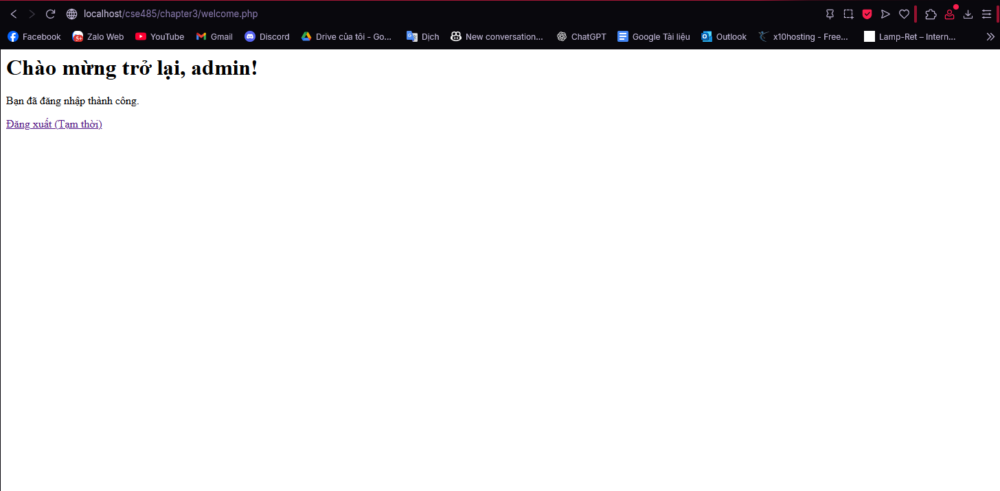 localhost/cse485/chapter3/welcome.php
Facebook Zalo Web YouTube Gmail Discord Drive của tôi - Go... Dịch New conversation... ChatGPT Google Tài liệu Outlook x10hosting - Free... Lamp-Ret – Intern...
Chào mừng trở lại, admin!
Bạn đã đăng nhập thành công.
Đăng xuất (Tạm thời)